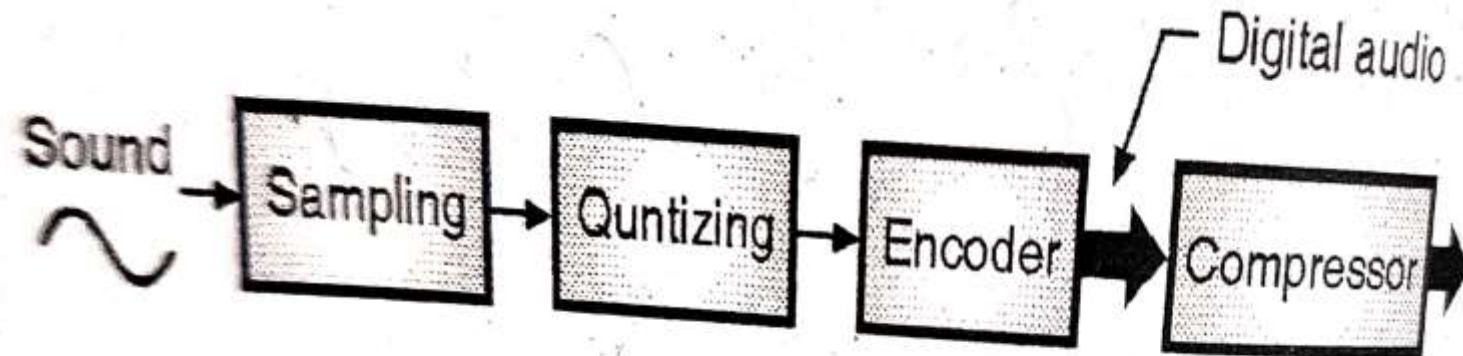 Digital audio
Sound
Sampling
Quntizing
Encoder
Compressor